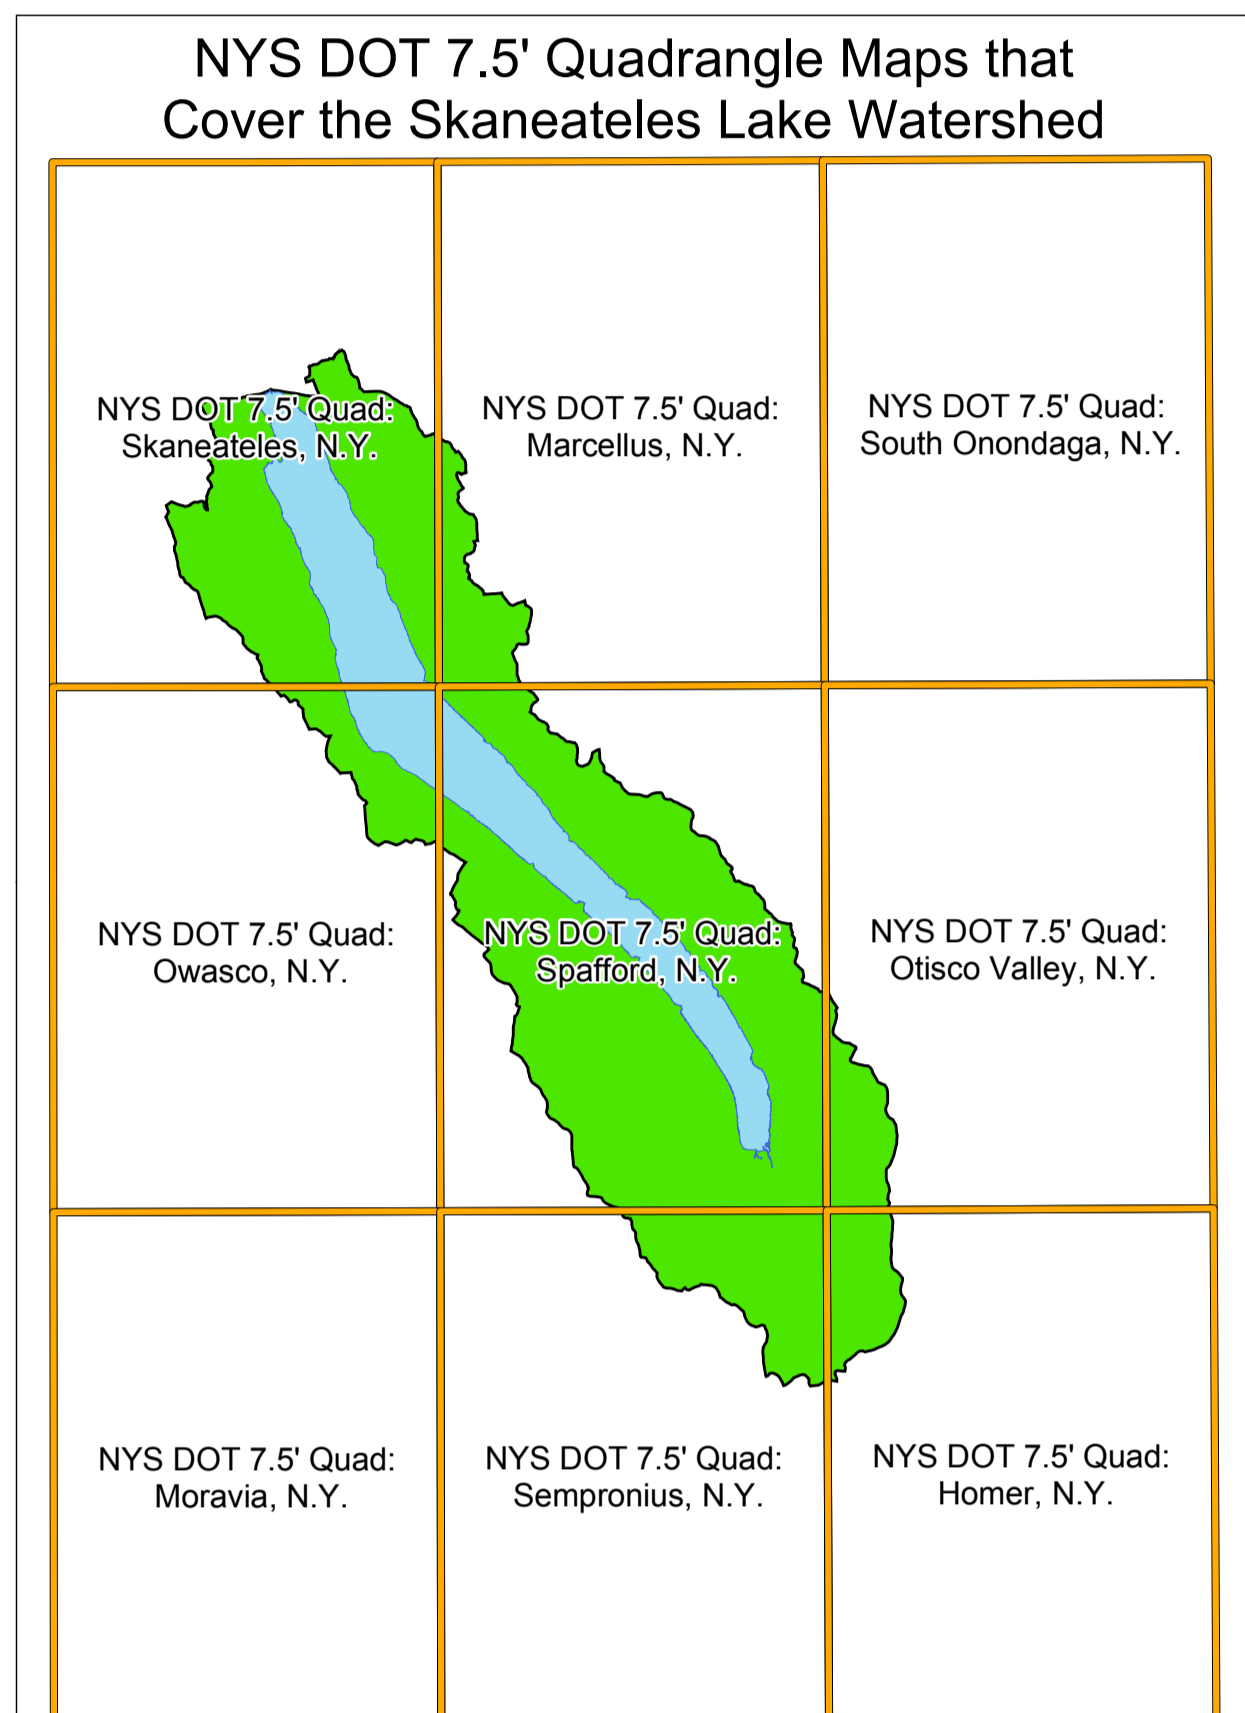 NYS DOT 7.5' Quadrangle Maps that
Cover the Skaneateles Lake Watershed
NYS DOT 7.5' Quad:
Skaneateles, N.Y.
NYS DOT 7.5' Quad:
Marcellus, N.Y.
NYS DOT 7.5' Quad:
South Onondaga, N.Y.
NYS DOT 7.5' Quad:
Owasco, N.Y.
NYS DOT 7.5' Quad:
Spafford, N.Y.
NYS DOT 7.5' Quad:
Otisco Valley, N.Y.
NYS DOT 7.5' Quad:
Moravia, N.Y.
NYS DOT 7.5' Quad:
Sempronius, N.Y.
NYS DOT 7.5' Quad:
Homer, N.Y.